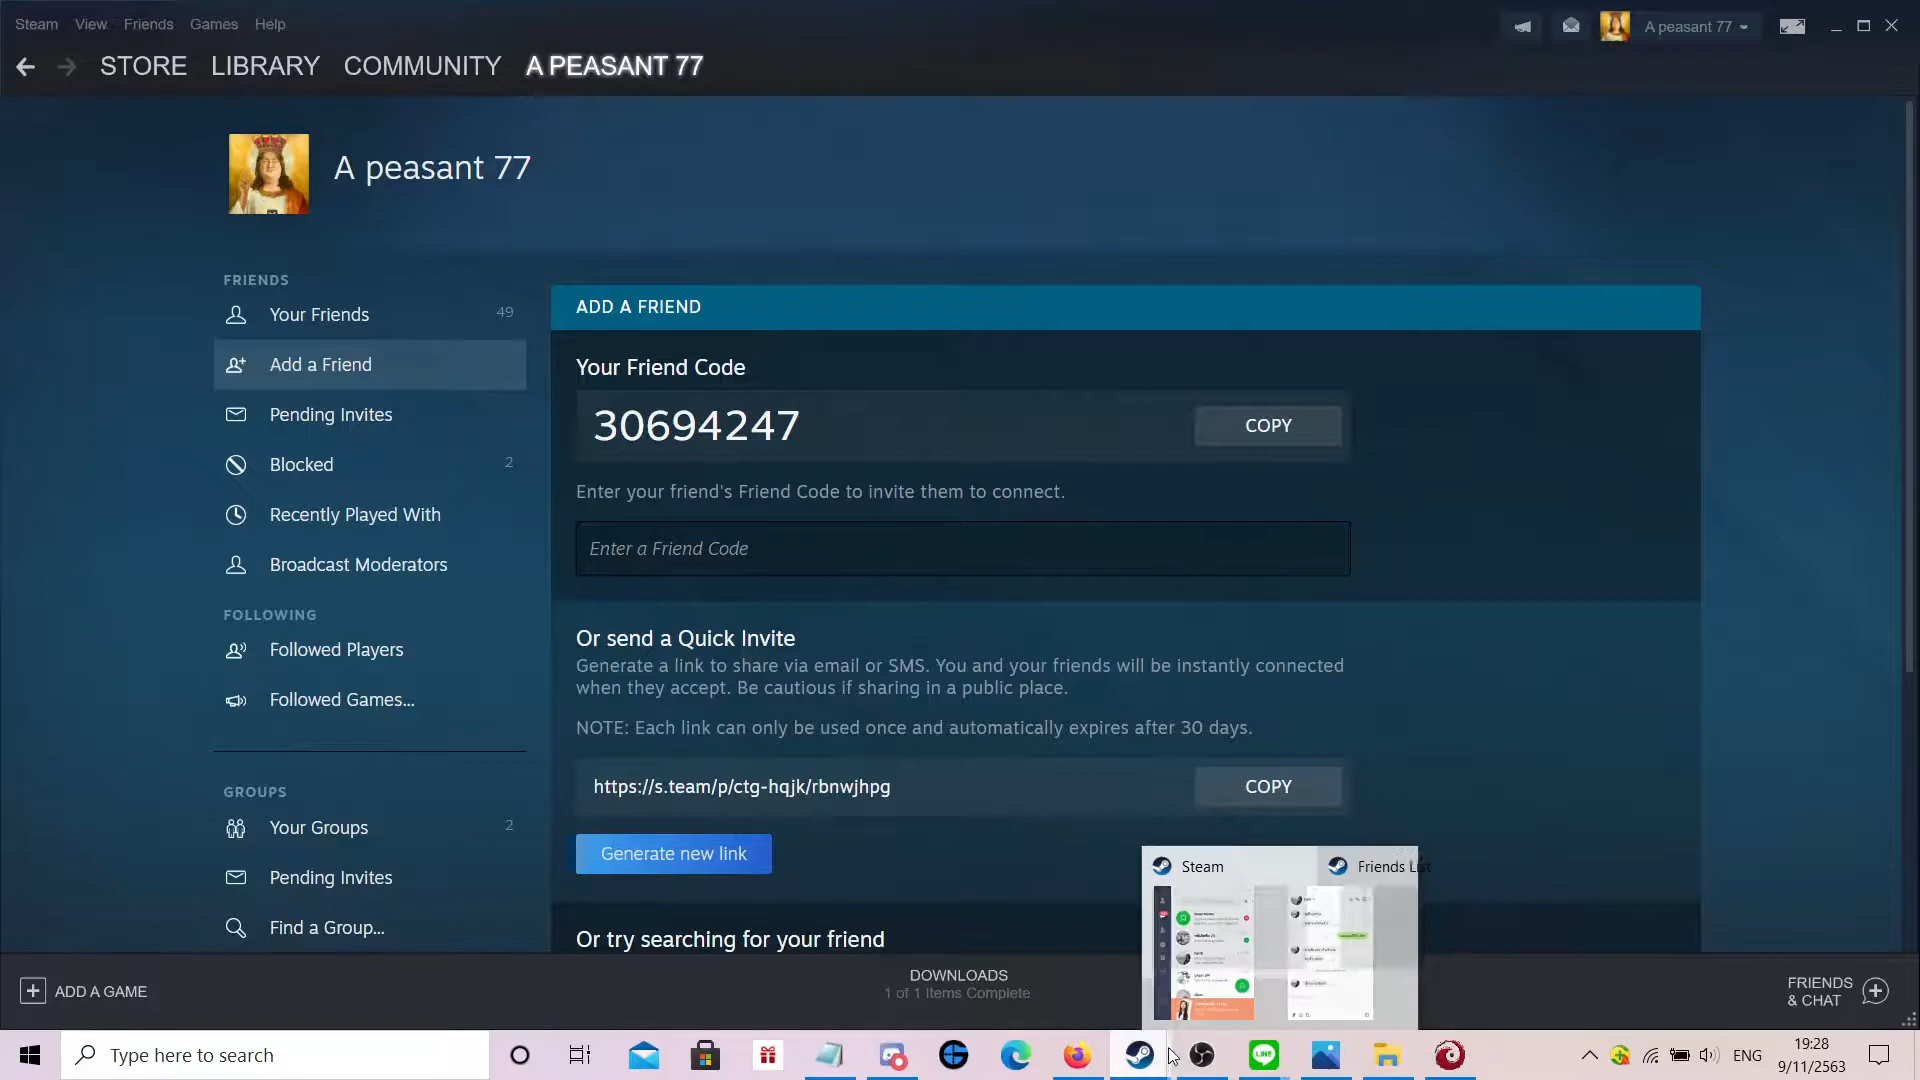 Steam View Friends Games Help
A peasant 77
STORE LIBRARY COMMUNITY A PEASANT 77
A peasant 77
FRIENDS
Your Friends 49
Add a Friend
Pending Invites
Blocked 2
Recently Played With
Broadcast Moderators
FOLLOWING
Followed Players
Followed Games...
GROUPS
Your Groups 2
Pending Invites
Find a Group...
ADD A FRIEND
Your Friend Code
30694247 COPY
Enter your friend's Friend Code to invite them to connect.
Enter a Friend Code
Or send a Quick Invite
Generate a link to share via email or SMS. You and your friends will be instantly connected
when they accept. Be cautious if sharing in a public place.
NOTE: Each link can only be used once and automatically expires after 30 days.
https://s.team/p/ctg-hqjk/rbnwjhpg COPY
Generate new link
Or try searching for your friend
Steam Friends List
ADD A GAME
DOWNLOADS
1 of 1 Items Complete
FRIENDS
& CHAT
Type here to search
LINE
ENG
19:28
9/11/2563